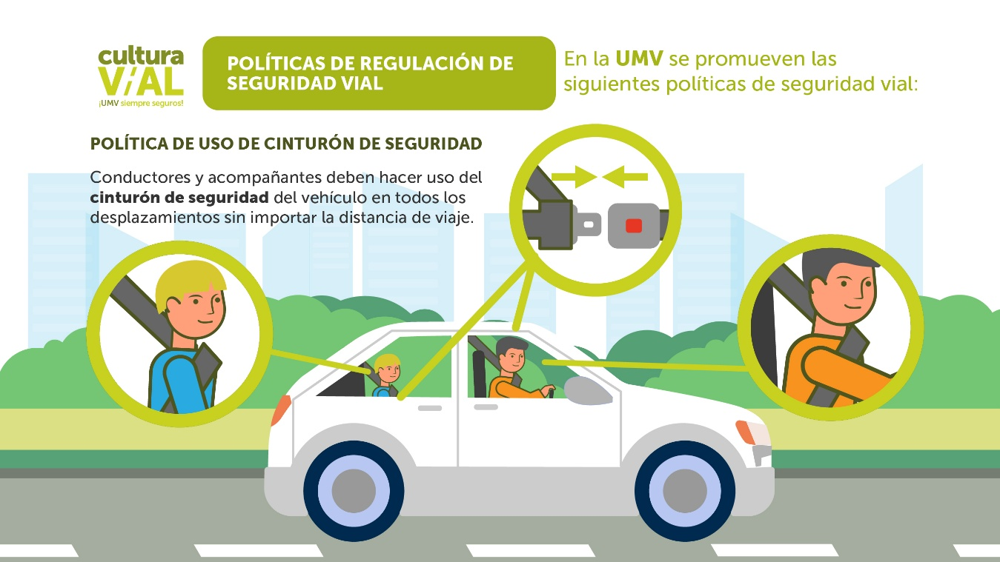 cultura
ViAL
¡UMV siempre seguros!
POLÍTICAS DE REGULACIÓN DE
SEGURIDAD VIAL
En la UMV se promueven las
siguientes políticas de seguridad vial:
POLÍTICA DE USO DE CINTURÓN DE SEGURIDAD
Conductores y acompañantes deben hacer uso del
cinturón de seguridad del vehículo en todos los
desplazamientos sin importar la distancia de viaje.